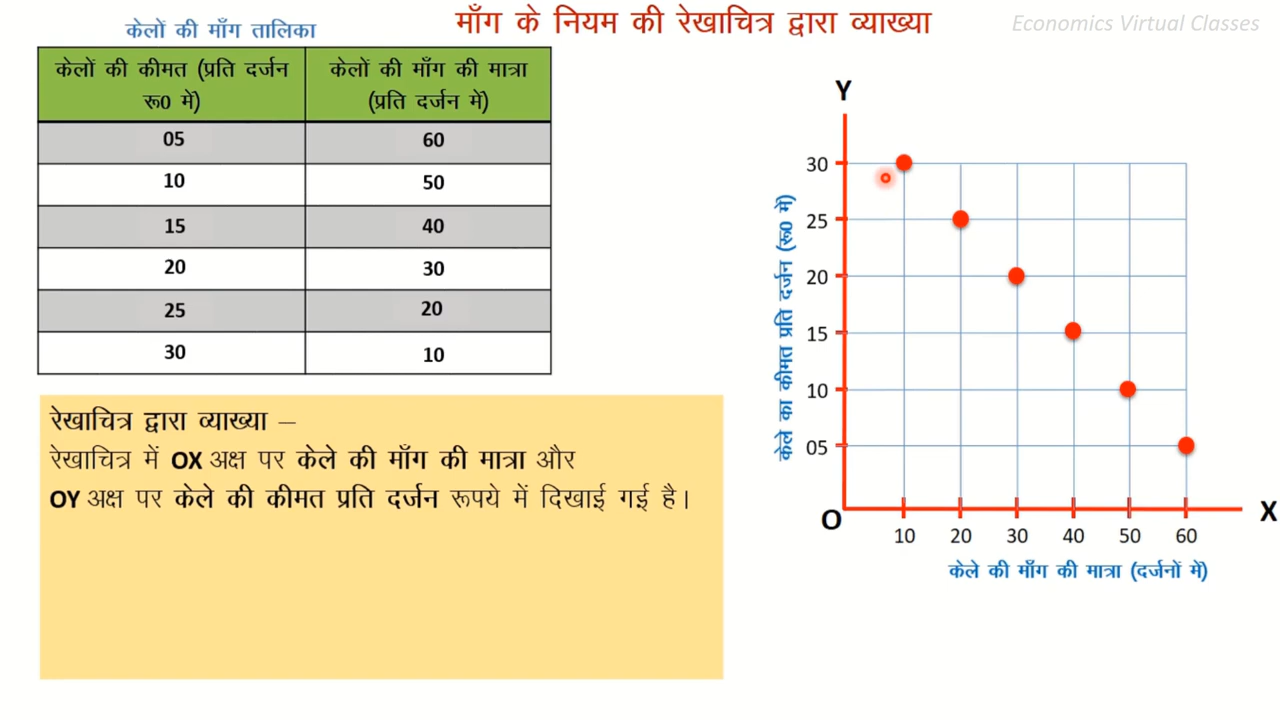 माँग के नियम की रेखाचित्र द्वारा व्याख्या
Economics Virtual Classes
केलों की माँग तालिका
केलों की कीमत (प्रति दर्जन
रू0 में)
केलों की माँग की मात्रा
(प्रति दर्जन में)
05 60
10 50
15 40
20 30
25 20
30 10
रेखाचित्र द्वारा व्याख्या –
रेखाचित्र में OX अक्ष पर केले की माँग की मात्रा और
OY अक्ष पर केले की कीमत प्रति दर्जन रूपये में दिखाई गई है।
Y
केले का कीमत प्रति दर्जन (रू0 में)
30
25
20
15
10
05
O
X
10 20 30 40 50 60
केले की माँग की मात्रा (दर्जनों में)